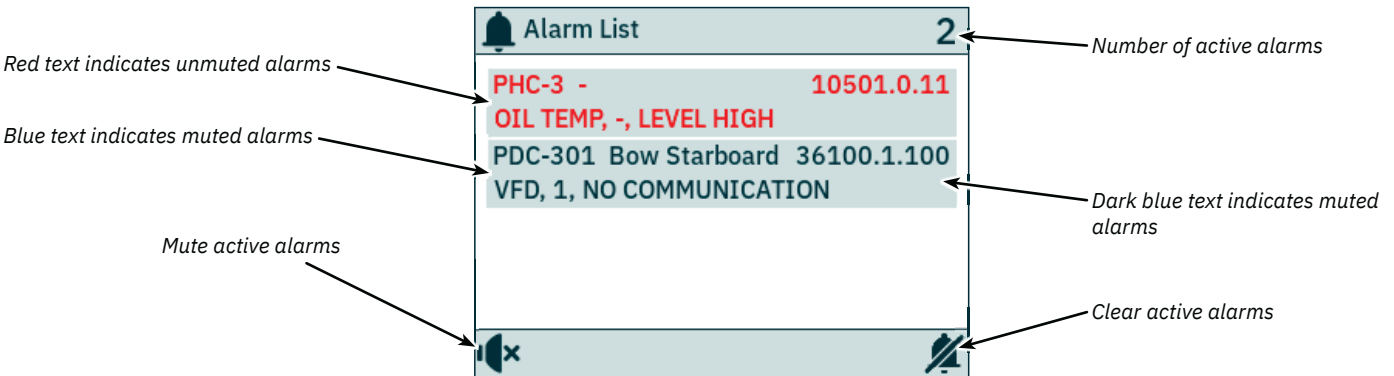 Alarm List 2
Number of active alarms
Red text indicates unmuted alarms
PHC-3 - 10501.0.11
OIL TEMP, -, LEVEL HIGH
Blue text indicates muted alarms
PDC-301 Bow Starboard 36100.1.100
VFD, 1, NO COMMUNICATION
Dark blue text indicates muted
alarms
Mute active alarms
Clear active alarms